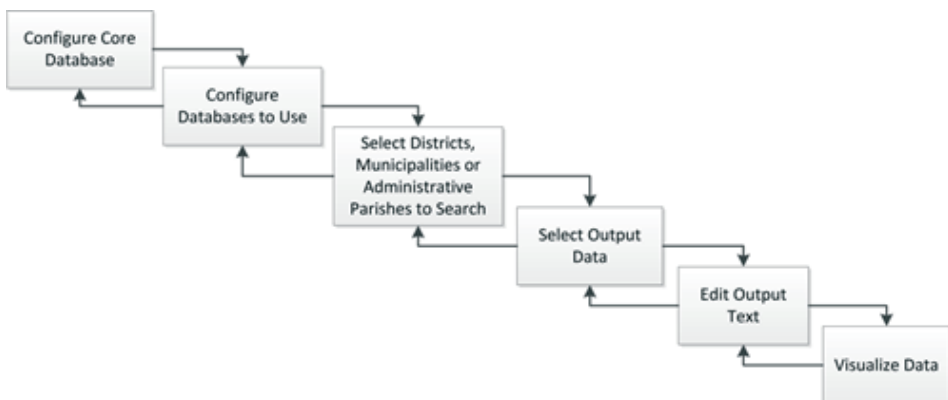 Configure Core
Database
Configure
Databases to Use
Select Districts,
Municipalities or
Administrative
Parishes to Search
Select Output
Data
Edit Output
Text
Visualize Data